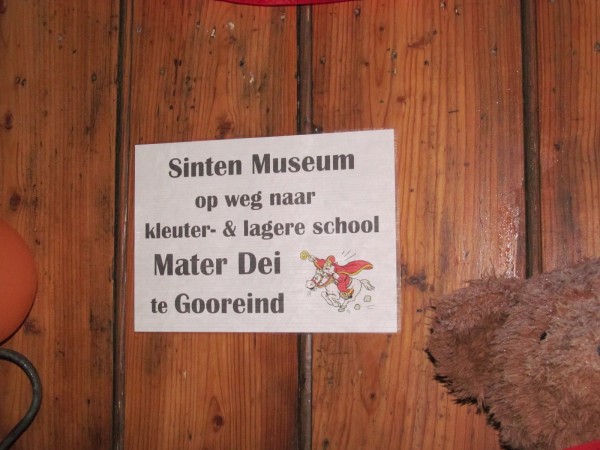 Sinten Museum
op weg naar
kleuter- & lagere school
Mater Dei
te Gooreind